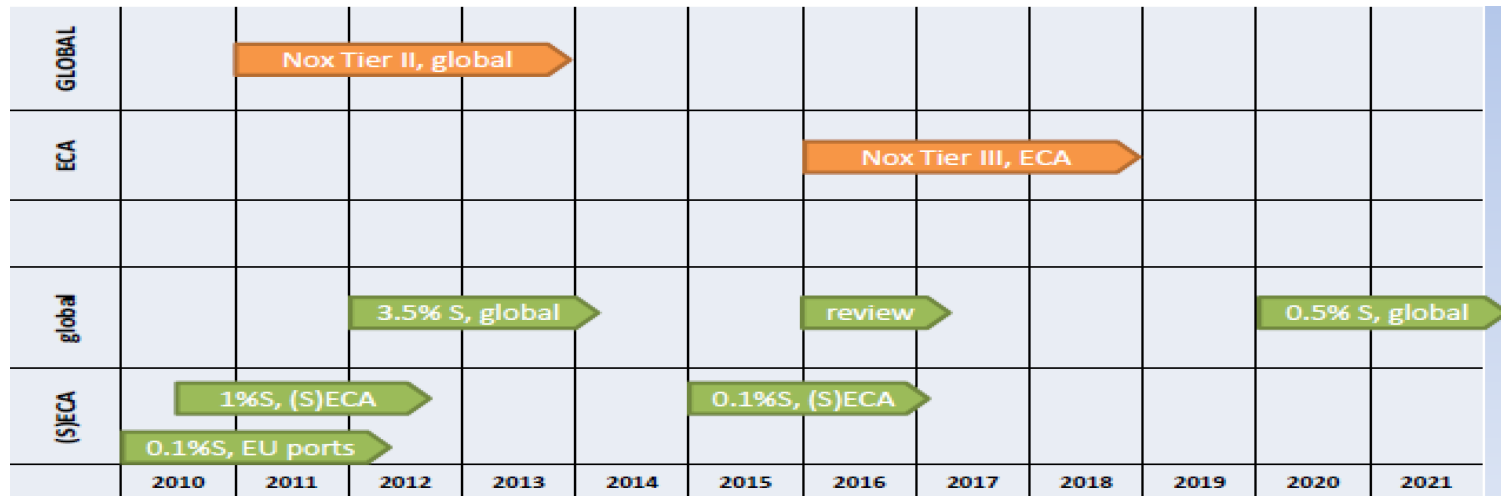 GLOBAL
Nox Tier II, global
ECA
Nox Tier III, ECA
global
3.5% S, global
review
0.5% S, global
(S)ECA
1%S, (S)ECA
0.1%S, (S)ECA
0.1%S, EU ports
2010 2011 2012 2013 2014 2015 2016 2017 2018 2019 2020 2021